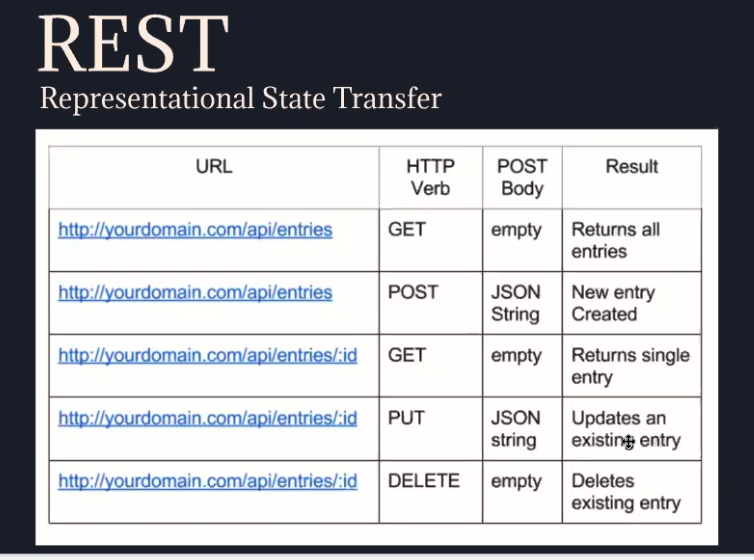 REST
Representational State Transfer
URL HTTP Verb POST Body Result
http://yourdomain.com/api/entries GET empty Returns all entries
http://yourdomain.com/api/entries POST JSON String New entry Created
http://yourdomain.com/api/entries/:id GET empty Returns single entry
http://yourdomain.com/api/entries/:id PUT JSON string Updates an existing entry
http://yourdomain.com/api/entries/:id DELETE empty Deletes existing entry